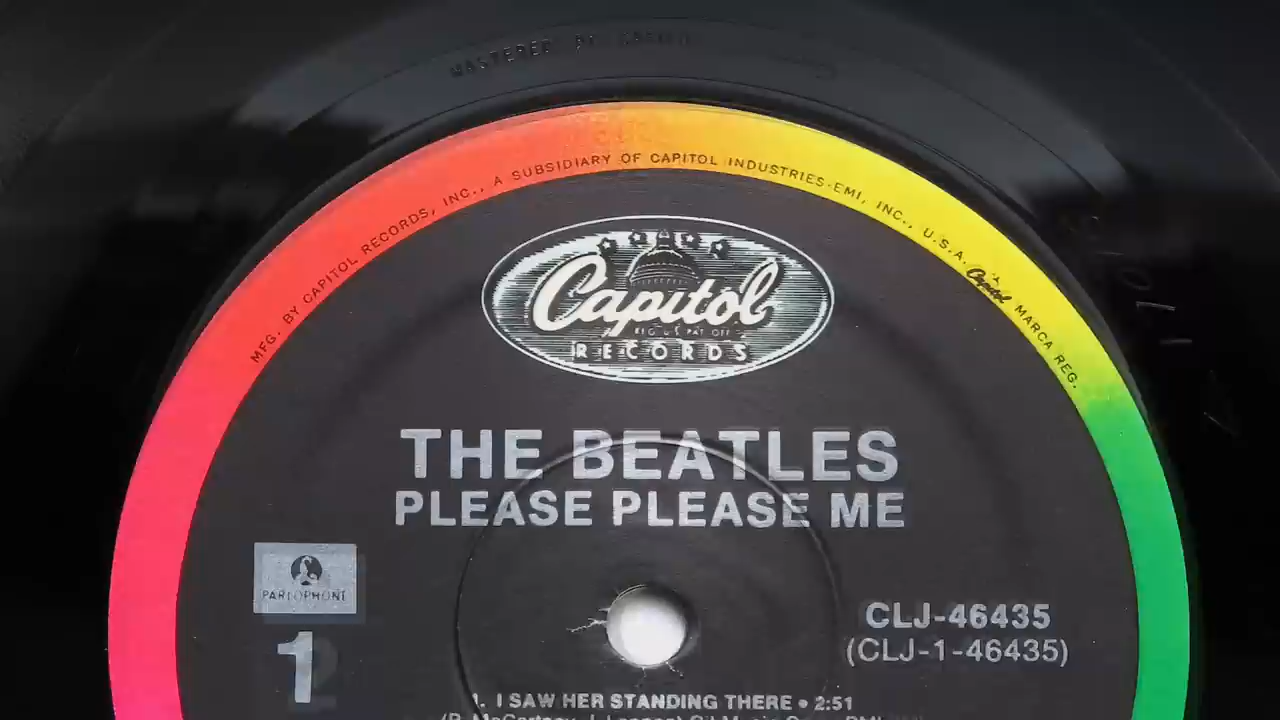 MASTERED BY CAPITOL
MFG. BY CAPITOL RECORDS, INC., A SUBSIDIARY OF CAPITOL INDUSTRIES-EMI, INC., U.S.A. Capitol MARCA REG.
Capitol
REG. U.S. PAT. OFF.
RECORDS
THE BEATLES
PLEASE PLEASE ME
PARLOPHONE
1
CLJ-46435
(CLJ-1-46435)
1. I SAW HER STANDING THERE • 2:51